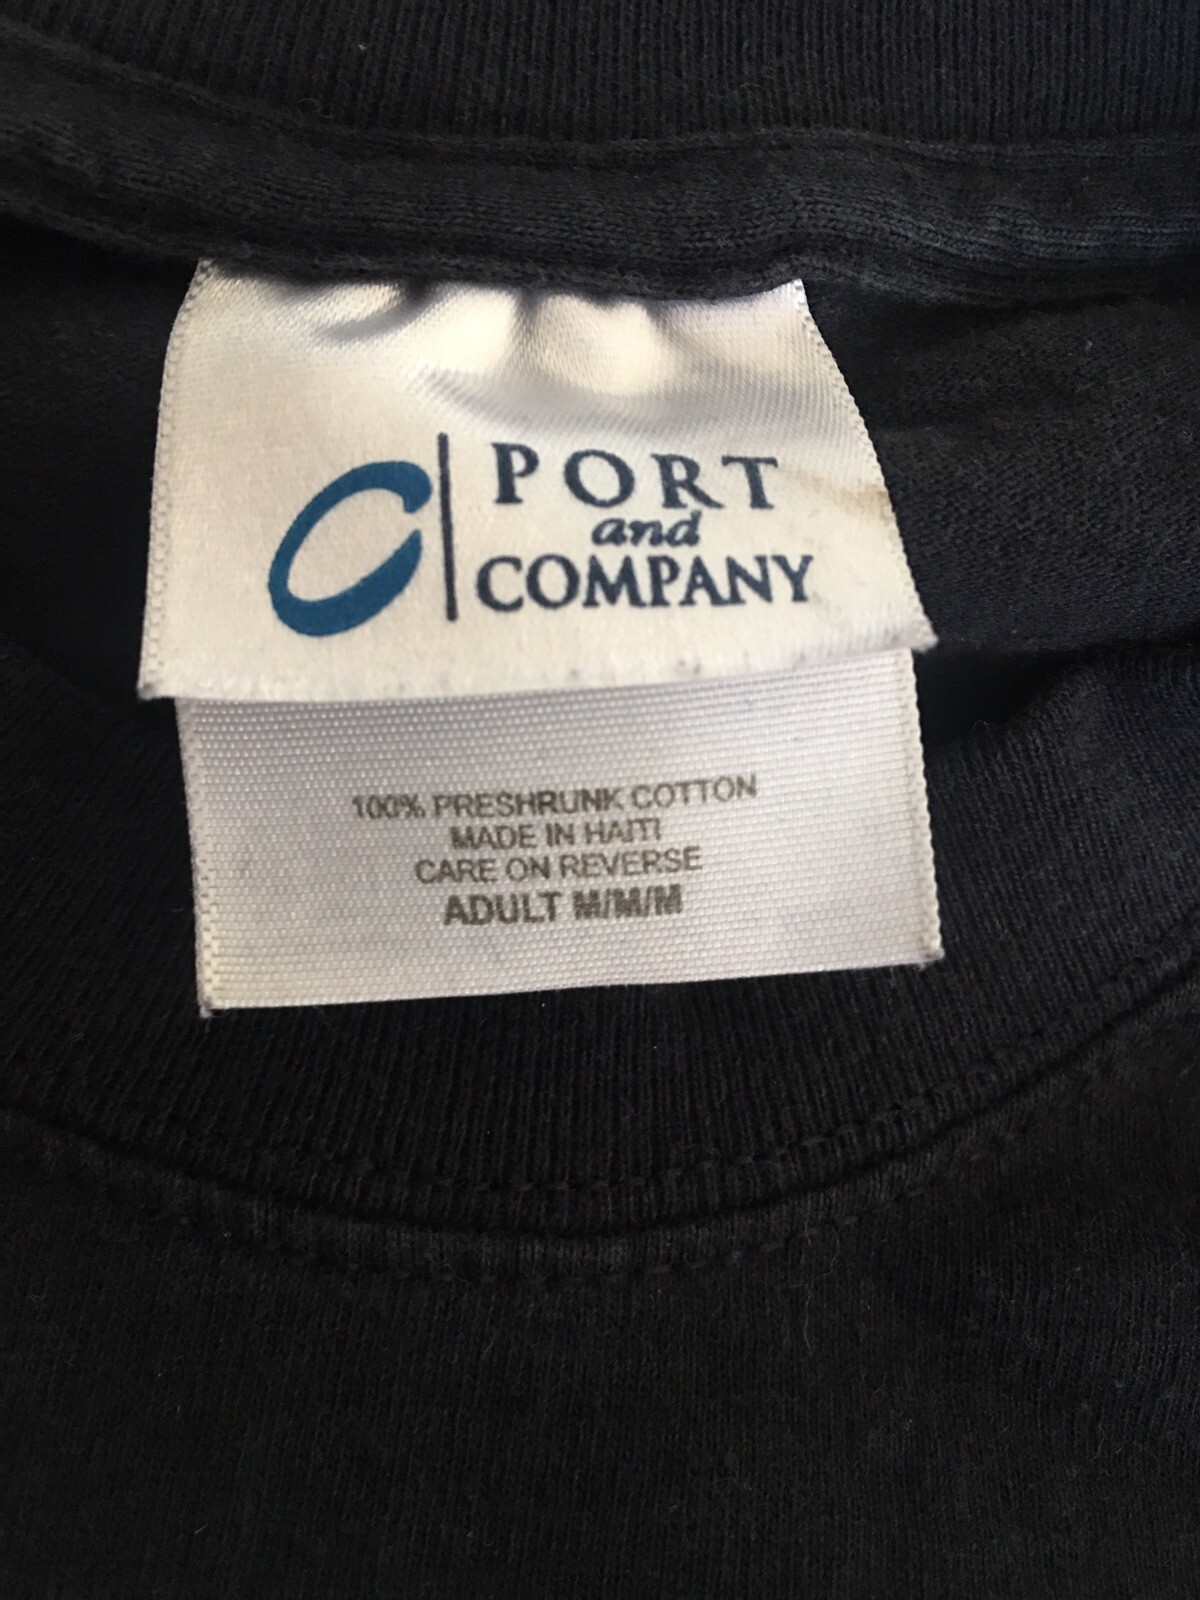 PORT
and
COMPANY
100% PRESHRUNK COTTON
MADE IN HAITI
CARE ON REVERSE
ADULT M/M/M